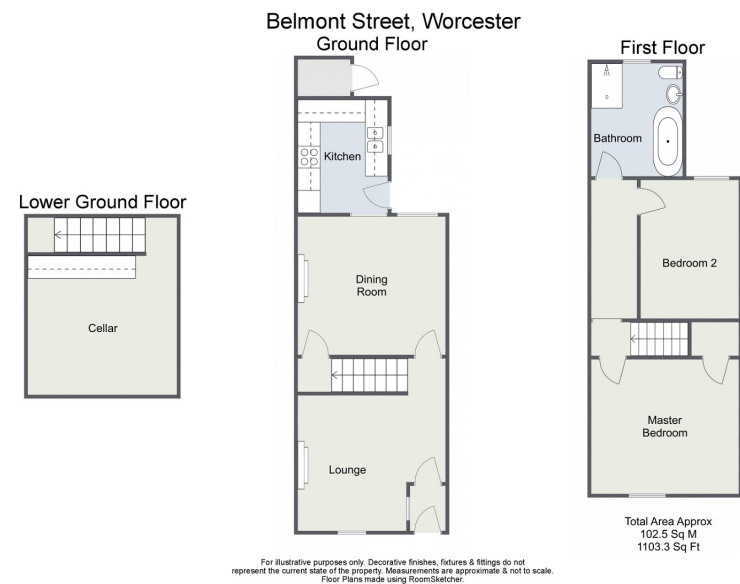 Belmont Street, Worcester
Ground Floor
First Floor
Bathroom
Kitchen
Lower Ground Floor
Bedroom 2
Dining
Room
Cellar
Master
Bedroom
Lounge
Total Area Approx
102.5 Sq M
1103.3 Sq Ft
For illustrative purposes only. Decorative finishes, fixtures & fittings do not
represent the current state of the property. Measurements are approximate & not to scale.
Floor Plans made using RoomSketcher.